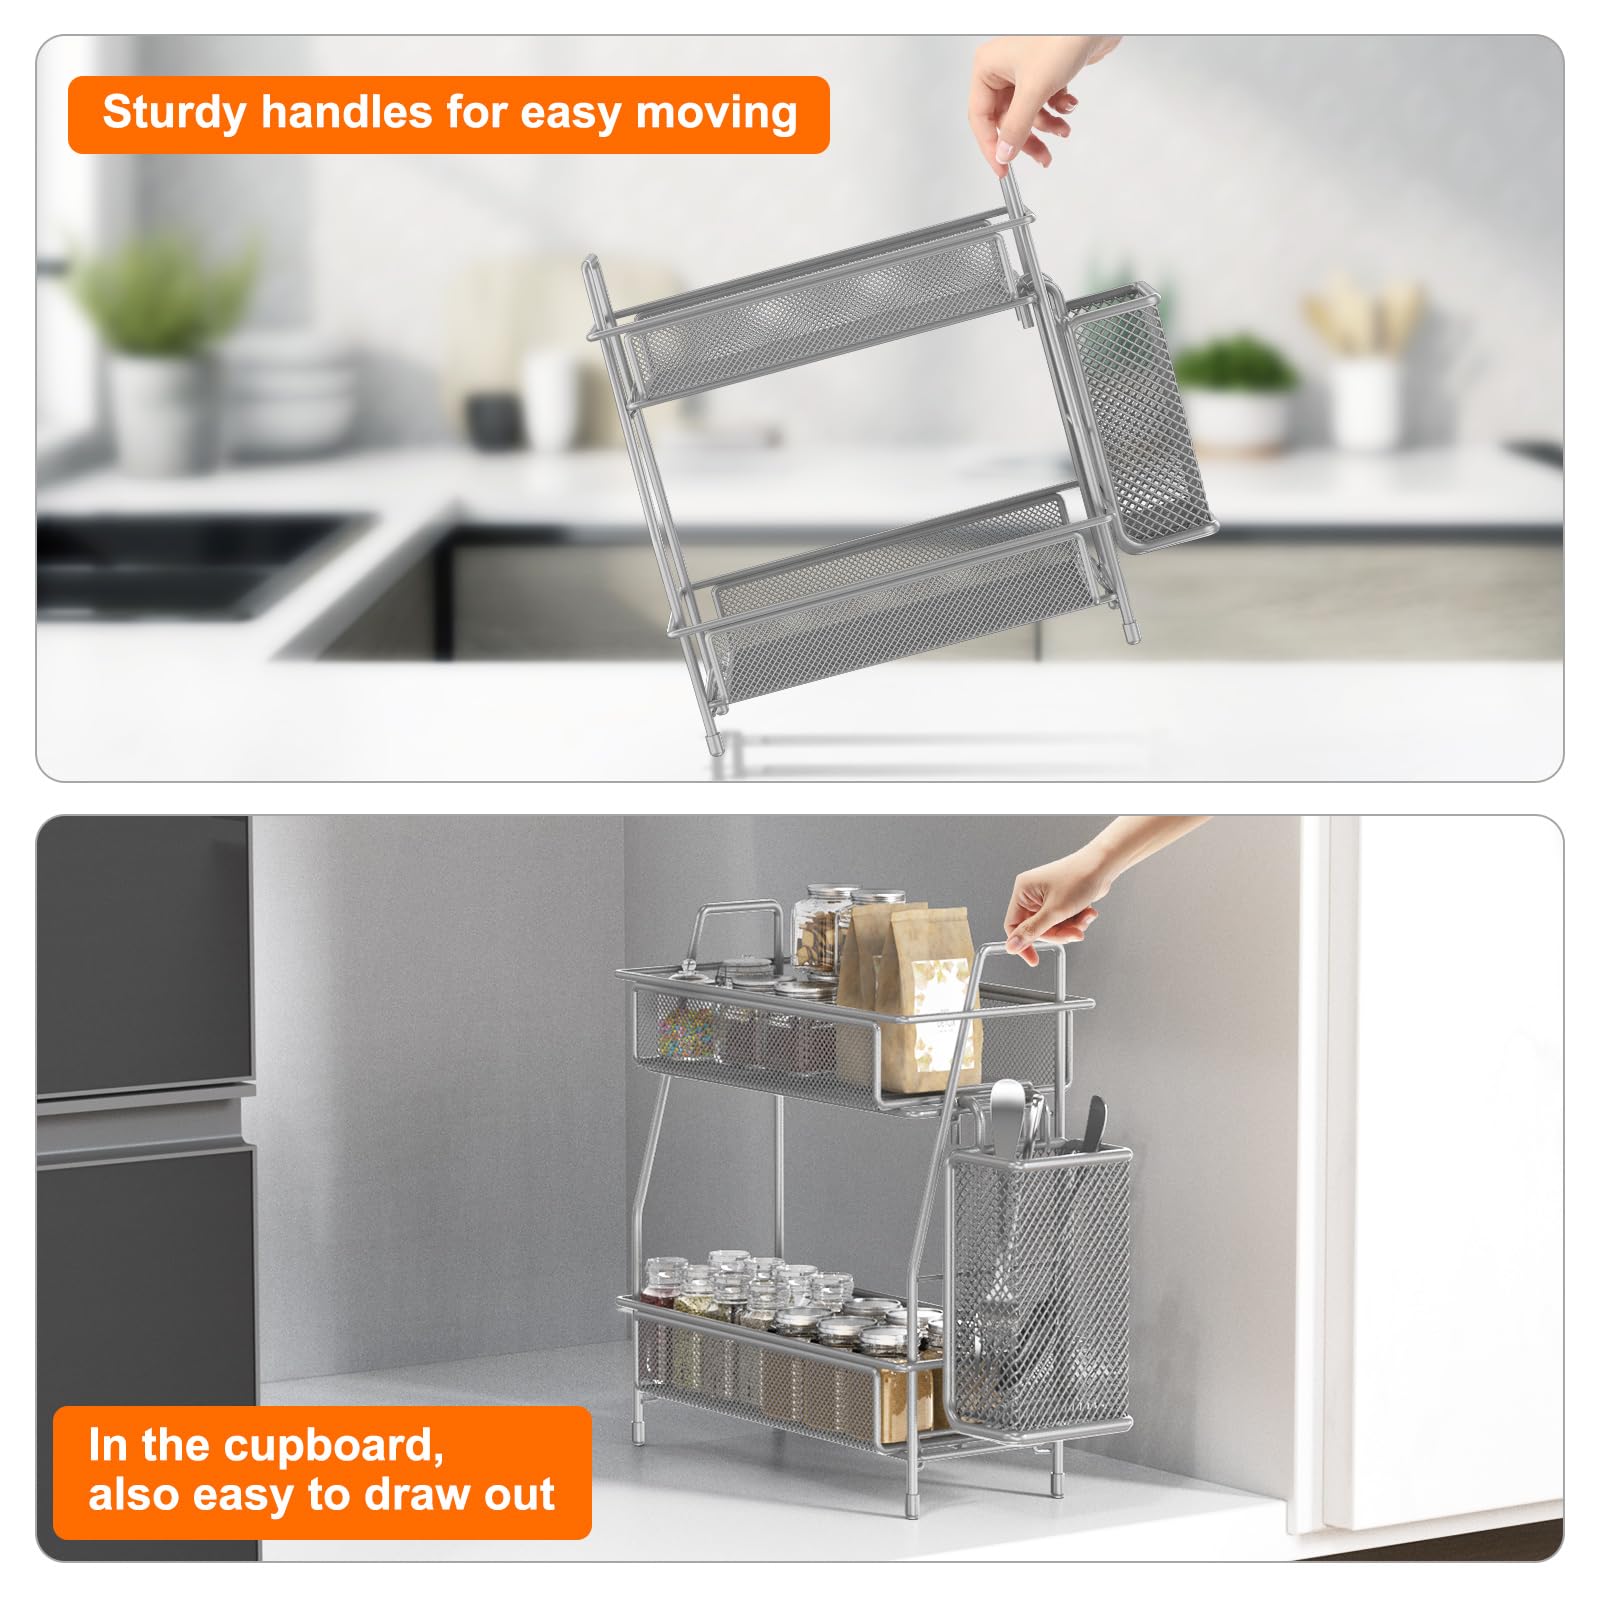 Sturdy handles for easy moving
In the cupboard,
also easy to draw out